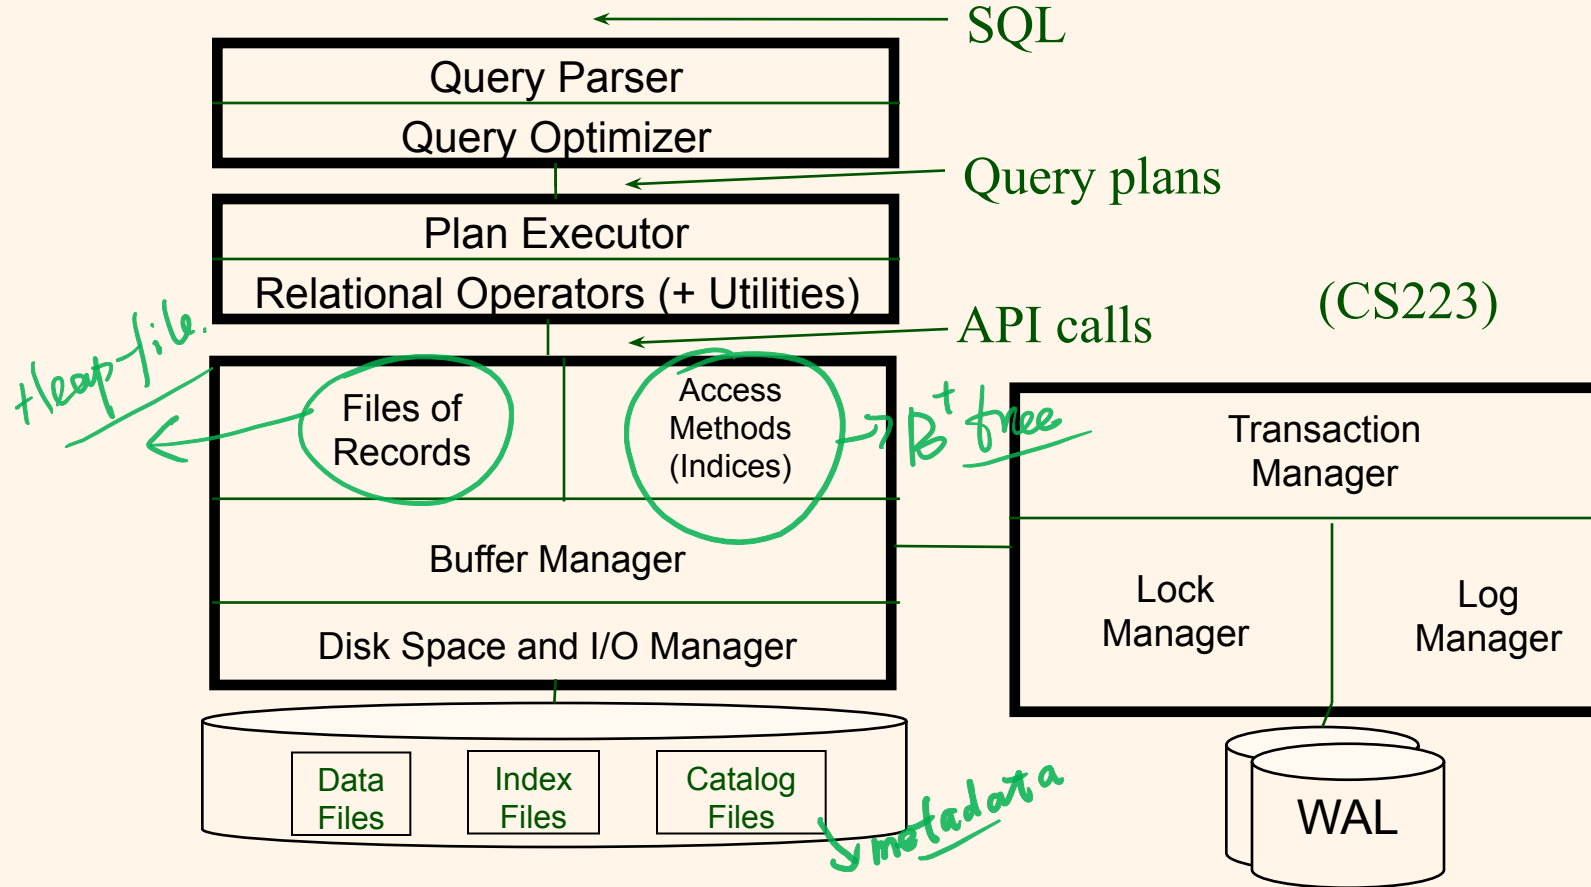 SQL
Query Parser
Query Optimizer
Query plans
Plan Executor
Relational Operators (+ Utilities)
(CS223)
API calls
Heap-file.
Files of
Records
Access
Methods
(Indices)
B+ tree
Transaction
Manager
Buffer Manager
Lock
Manager
Log
Manager
Disk Space and I/O Manager
Data
Files
Index
Files
Catalog
Files
metadata
WAL